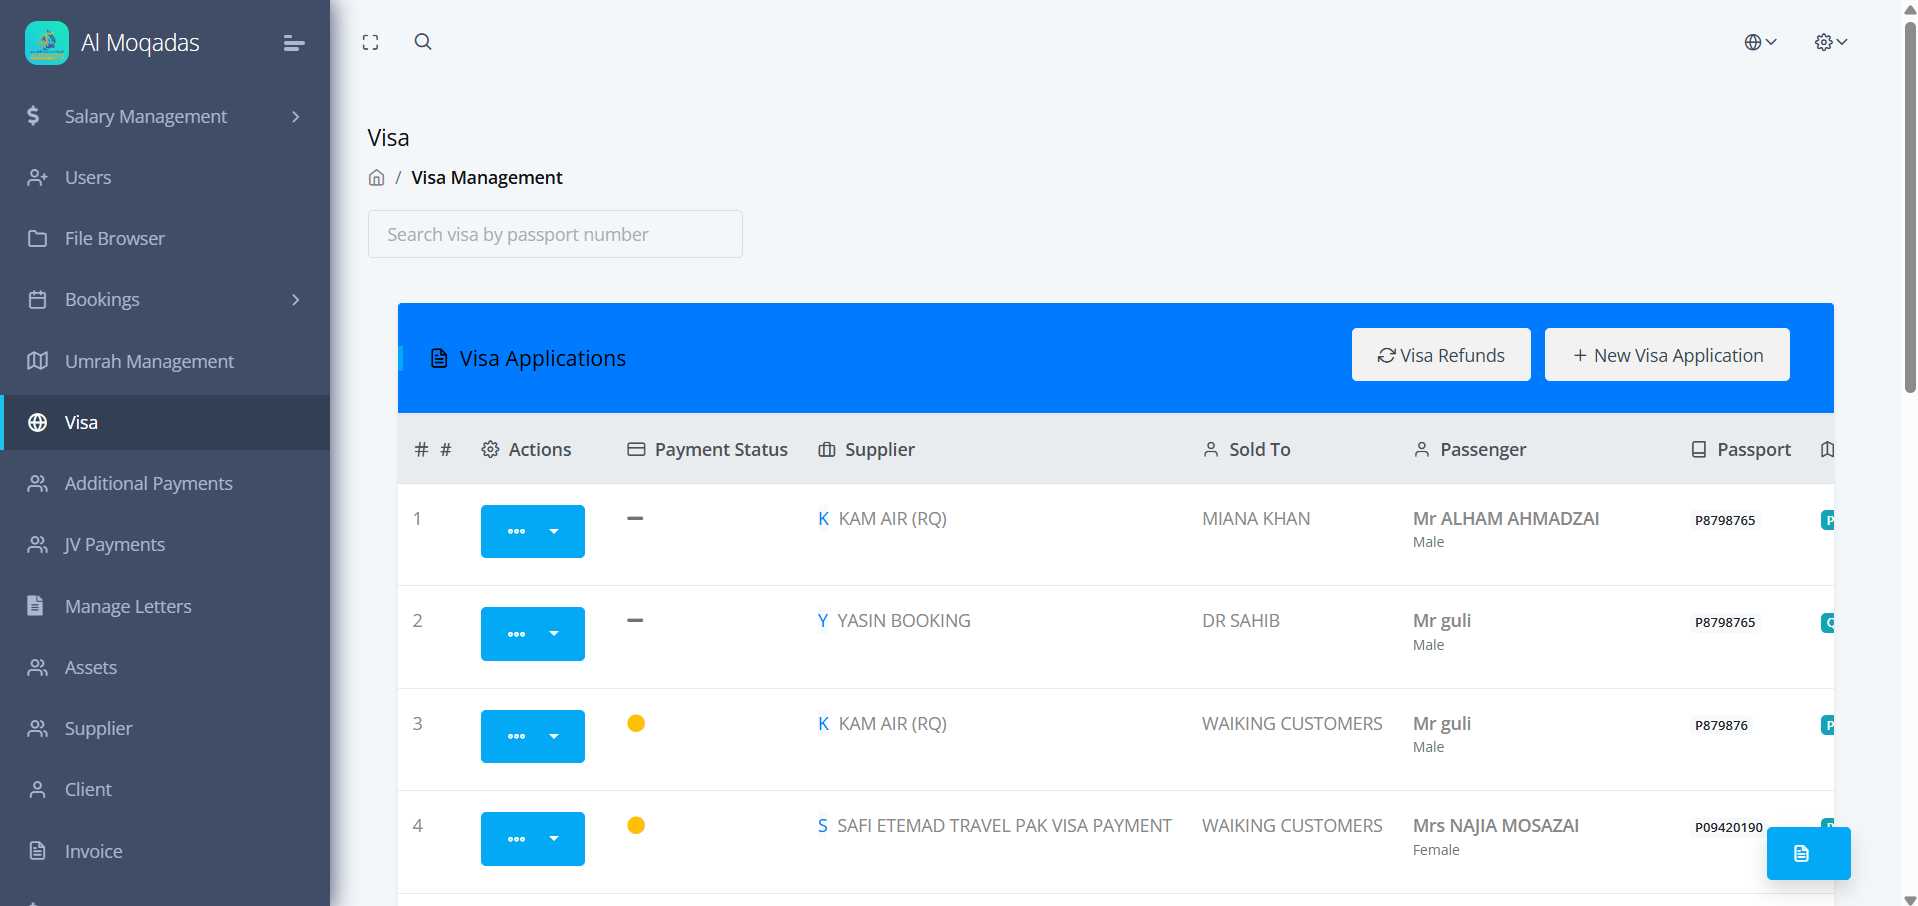 Al Moqadas
Salary Management
Users
File Browser
Bookings
Umrah Management
Visa
Additional Payments
JV Payments
Manage Letters
Assets
Supplier
Client
Invoice
Visa
/ Visa Management
Search visa by passport number
Visa Applications
Visa Refunds
+ New Visa Application
# # Actions Payment Status Supplier Sold To Passenger Passport
1 K KAM AIR (RQ) MIANA KHAN Mr ALHAM AHMADZAI P8798765
Male
2 Y YASIN BOOKING DR SAHIB Mr guli P8798765
Male
3 K KAM AIR (RQ) WAIKING CUSTOMERS Mr guli P879876
Male
4 S SAFI ETEMAD TRAVEL PAK VISA PAYMENT WAIKING CUSTOMERS Mrs NAJIA MOSAZAI P09420190
Female